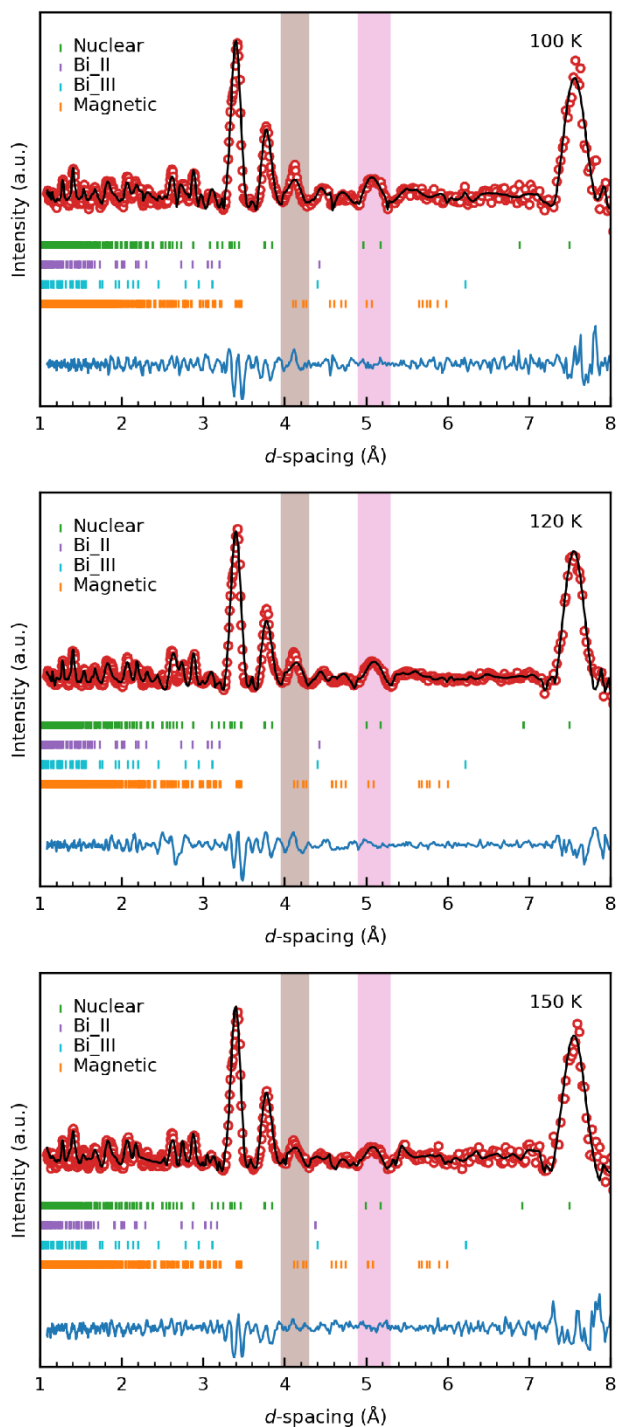 100 K
Nuclear
Bi_II
Bi_III
Magnetic
Intensity (a.u.)
1 2 3 4 5 6 7 8
d-spacing (Å)
120 K
Nuclear
Bi_II
Bi_III
Magnetic
Intensity (a.u.)
1 2 3 4 5 6 7 8
d-spacing (Å)
150 K
Nuclear
Bi_II
Bi_III
Magnetic
Intensity (a.u.)
1 2 3 4 5 6 7 8
d-spacing (Å)